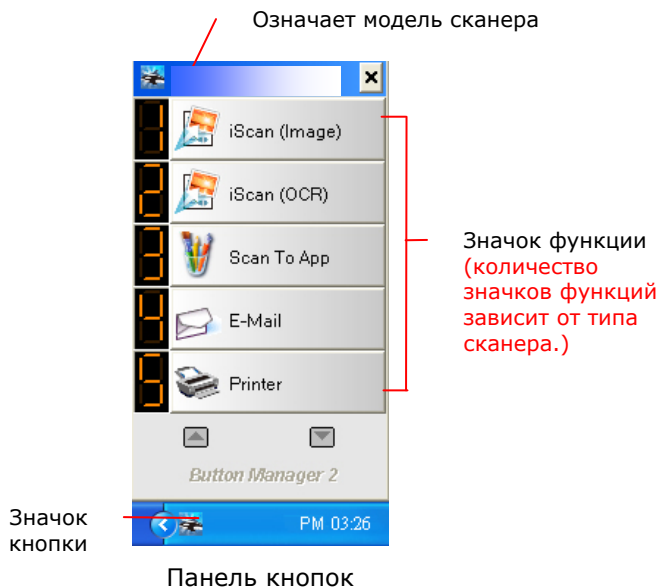 Означает модель сканера
1
iScan (Image)
2
iScan (OCR)
3
Scan To App
4
E-Mail
5
Printer
Значок функции
(количество
значков функций
зависит от типа
сканера.)
Button Manager 2
Значок
кнопки
PM 03:26
Панель кнопок